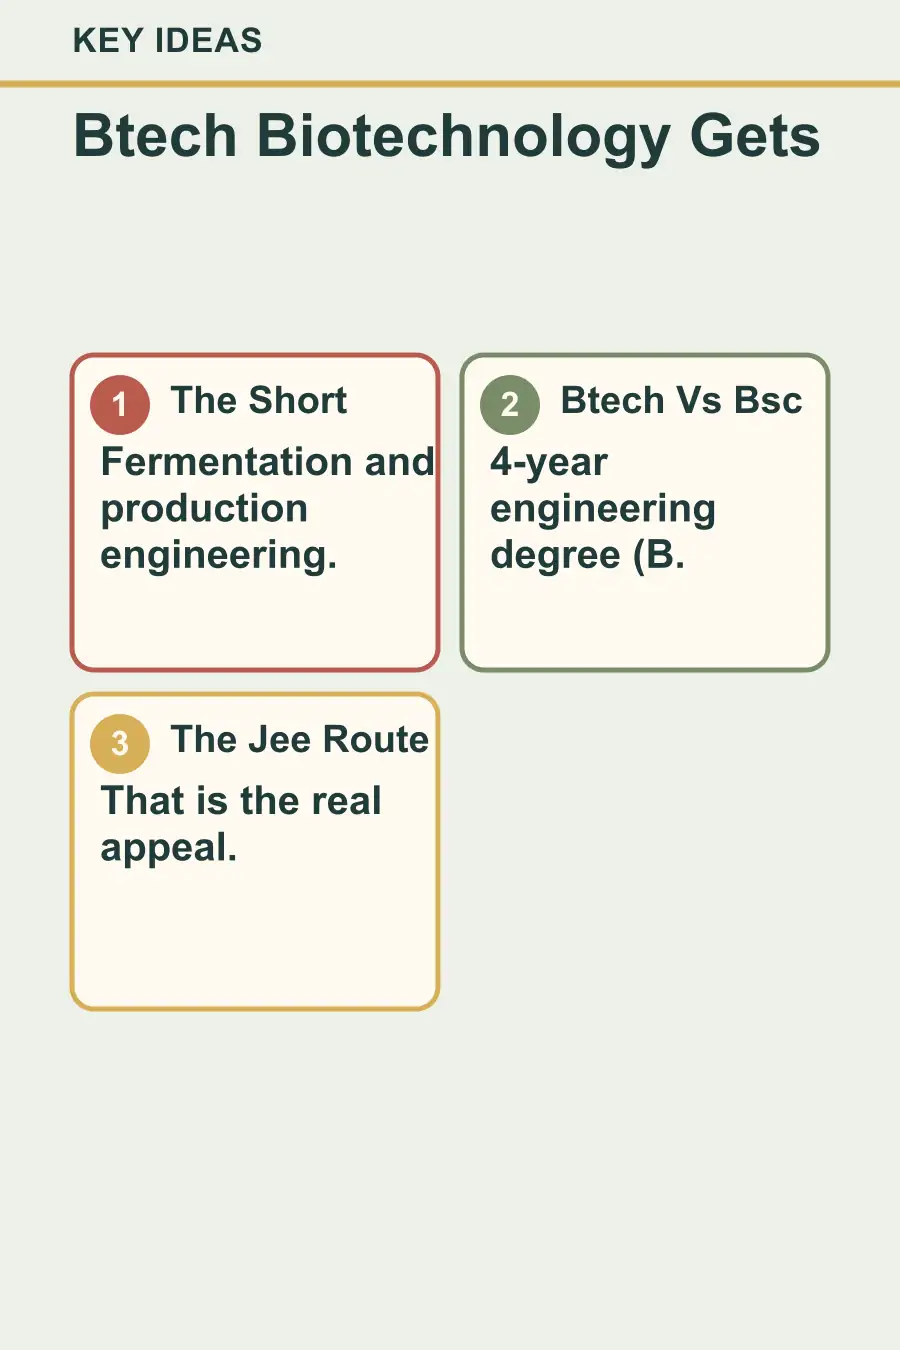 KEY IDEAS
Btech Biotechnology Gets
1 The Short
Fermentation and
production
engineering.
2 Btech Vs Bsc
4-year
engineering
degree (B.
3 The Jee Route
That is the real
appeal.